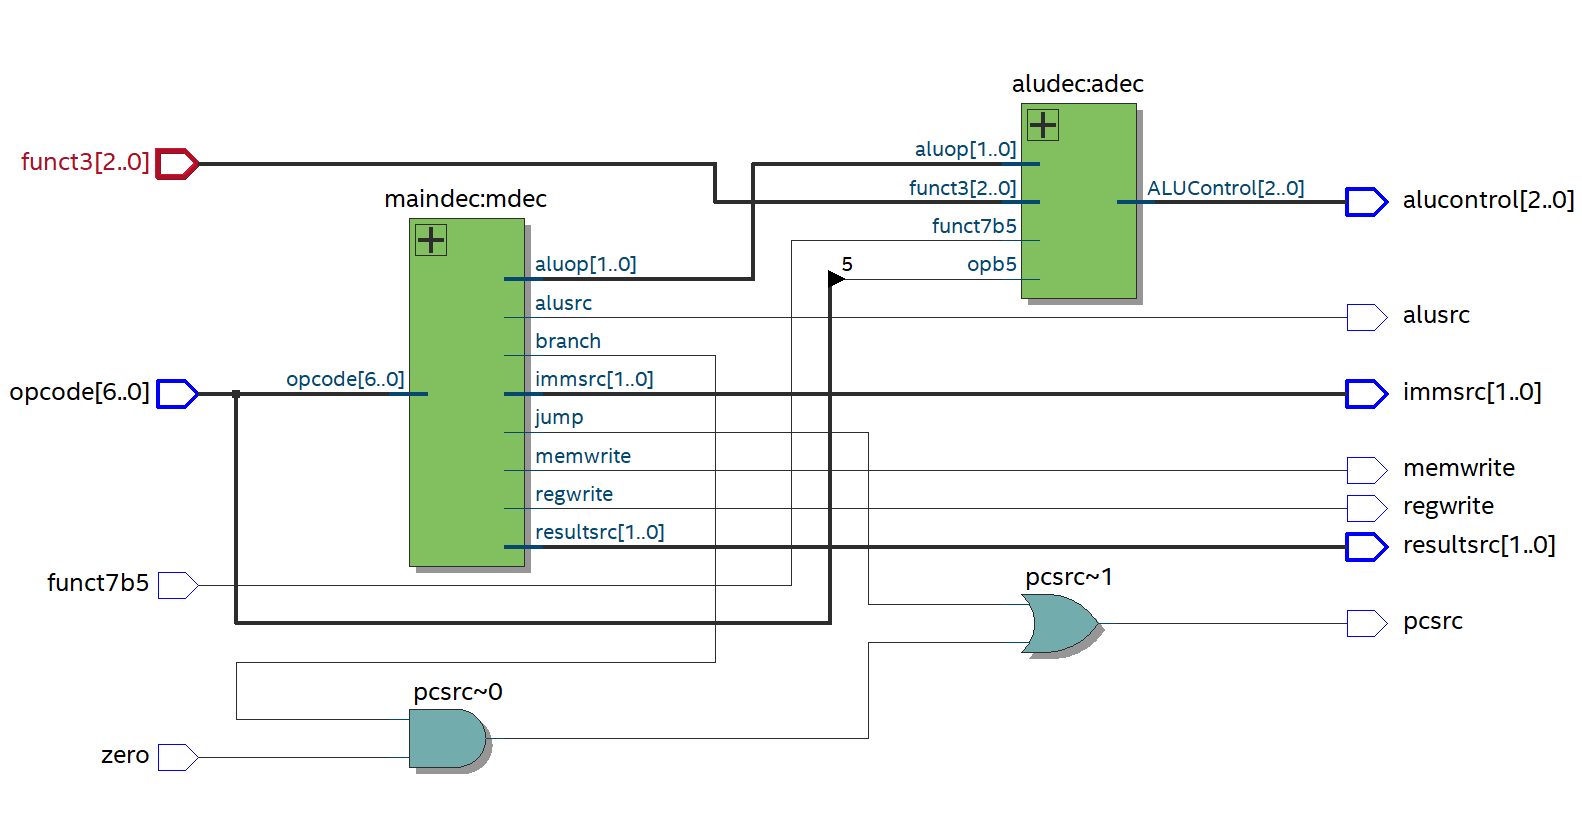 aludec:adec
funct3[2..0]
aluop[1..0]
funct3[2..0]
ALUControl[2..0]
alucontrol[2..0]
funct7b5
opb5
5
maindec:mdec
aluop[1..0]
alusrc
alusrc
branch
opcode[6..0]
opcode[6..0]
immsrc[1..0]
immsrc[1..0]
jump
memwrite
memwrite
regwrite
regwrite
resultsrc[1..0]
resultsrc[1..0]
funct7b5
pcsrc~1
pcsrc
pcsrc~0
zero